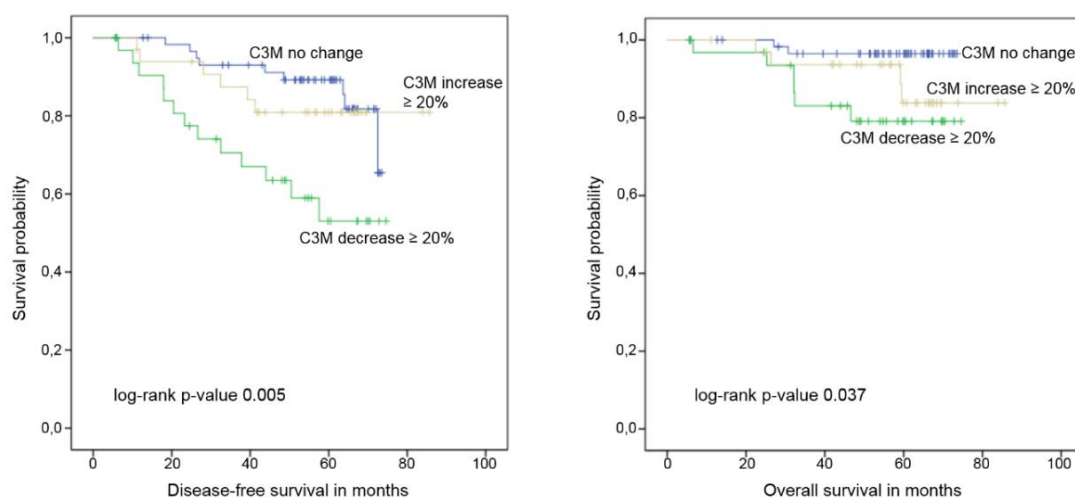 1,0
0,8
0,6
0,4
0,2
0,0
Survival probability
C3M no change
C3M increase
≥ 20%
C3M decrease ≥ 20%
log-rank p-value 0.005
0 20 40 60 80 100
Disease-free survival in months
1,0
0,8
0,6
0,4
0,2
0,0
Survival probability
C3M no change
C3M increase ≥ 20%
C3M decrease ≥ 20%
log-rank p-value 0.037
0 20 40 60 80 100
Overall survival in months